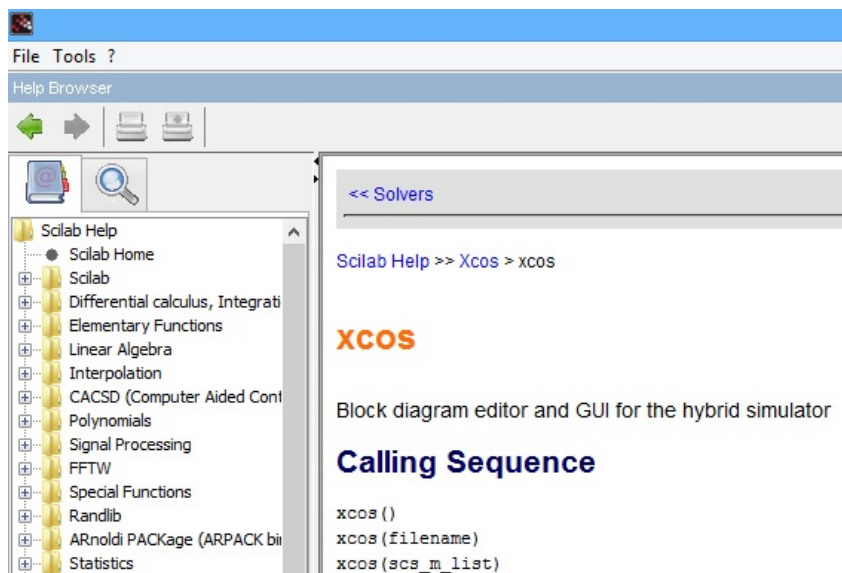 File Tools ?
Help Browser
<< Solvers
Scilab Help
Scilab Home
Scilab
Differential calculus, Integrati
Elementary Functions
Linear Algebra
Interpolation
CACSD (Computer Aided Cont
Polynomials
Signal Processing
FFTW
Special Functions
Randlib
ARnoldi PACKage (ARPACK bir
Statistics
Scilab Help >> Xcos > xcos
xcos
Block diagram editor and GUI for the hybrid simulator
Calling Sequence
xcos()
xcos(filename)
xcos(scs_m_list)